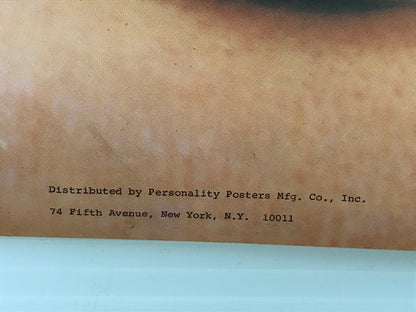 Distributed by Personality Posters Mfg. Co., Inc.
74 Fifth Avenue, New York, N.Y. 10011